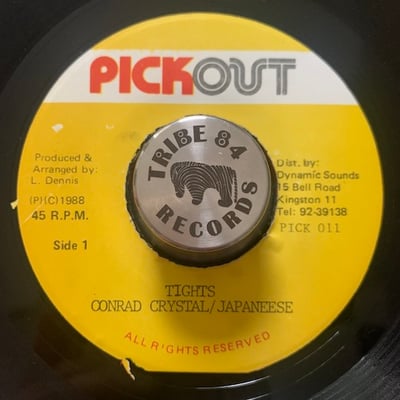 PICKOUT
TRIBE 84
RECORDS
Produced &
Arranged by:
L. Dennis
(P)(C)1988
45 R.P.M.
Side 1
Dist. by:
Dynamic Sounds
15 Bell Road
Kingston 11
Tel: 92-39138
PICK 011
TIGHTS
CONRAD CRYSTAL/JAPANEESE
ALL RIGHTS RESERVED